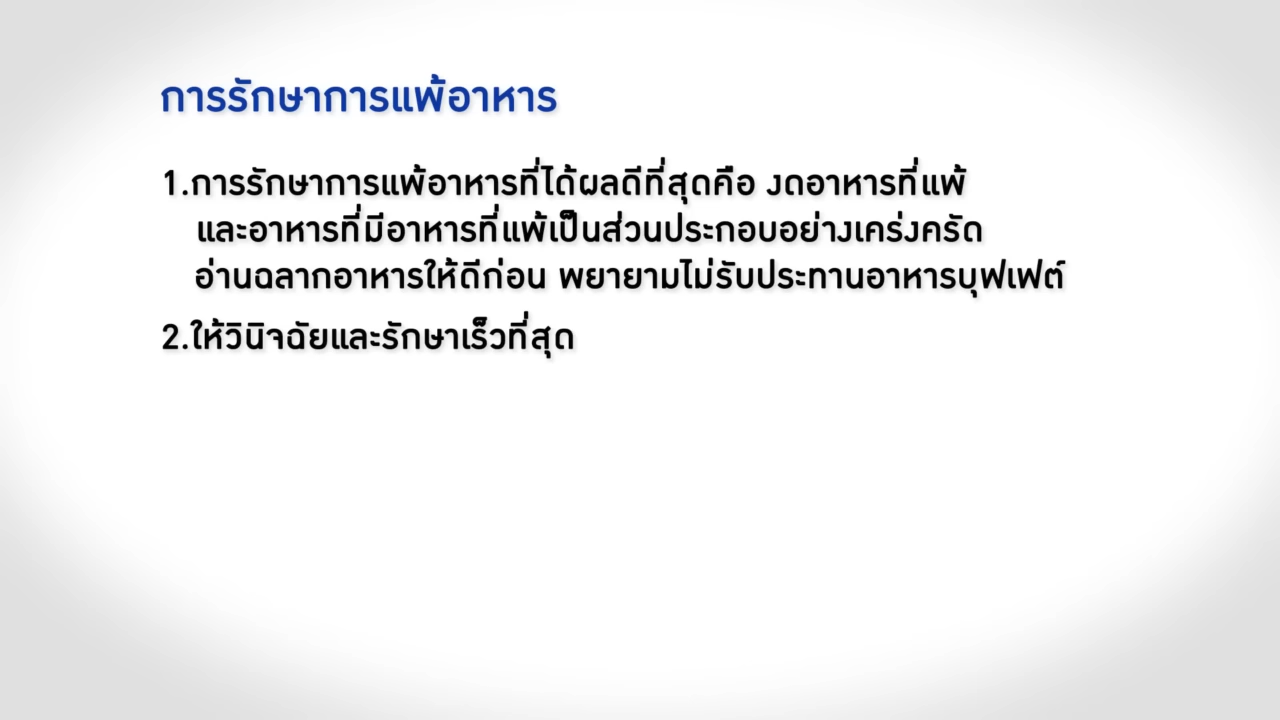 การรักษาการแพ้อาหาร
1.การรักษาการแพ้อาหารที่ได้ผลดีที่สุดคือ งดอาหารที่แพ้
และอาหารที่มีอาหารที่แพ้เป็นส่วนประกอบอย่างเคร่งครัด
อ่านฉลากอาหารให้ดีก่อน พยายามไม่รับประทานอาหารบุฟเฟต์
2.ให้วินิจฉัยและรักษาเร็วที่สุด